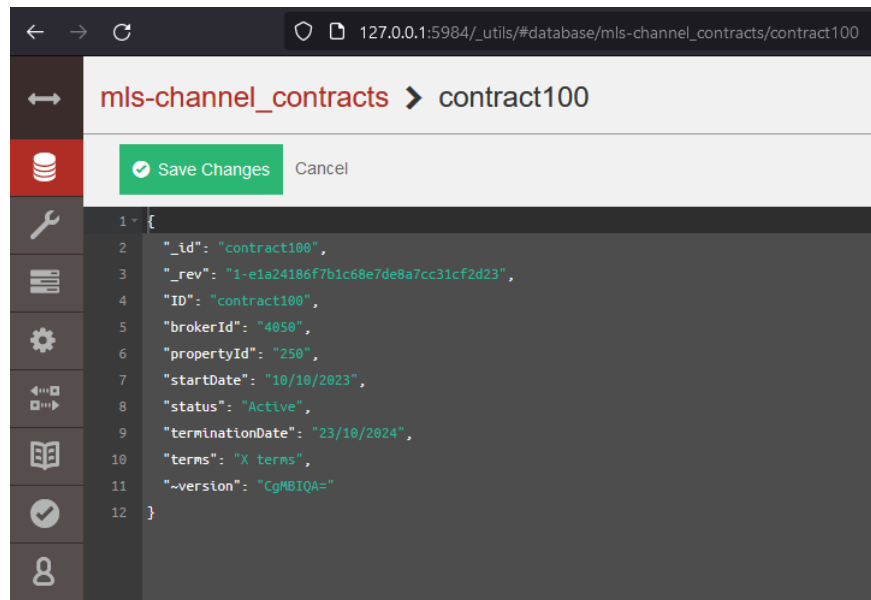 127.0.0.1:5984/_utils/#database/mls-channel_contracts/contract100
mls-channel_contracts > contract100
Save Changes Cancel
1 {
2 "_id": "contract100",
3 "_rev": "1-e1a24186f7b1c68e7de8a7cc31cf2d23",
4 "ID": "contract100",
5 "brokerId": "4050",
6 "propertyId": "250",
7 "startDate": "10/10/2023",
8 "status": "Active",
9 "terminationDate": "23/10/2024",
10 "terms": "X terms",
11 "~version": "CgMBIQA="
12 }